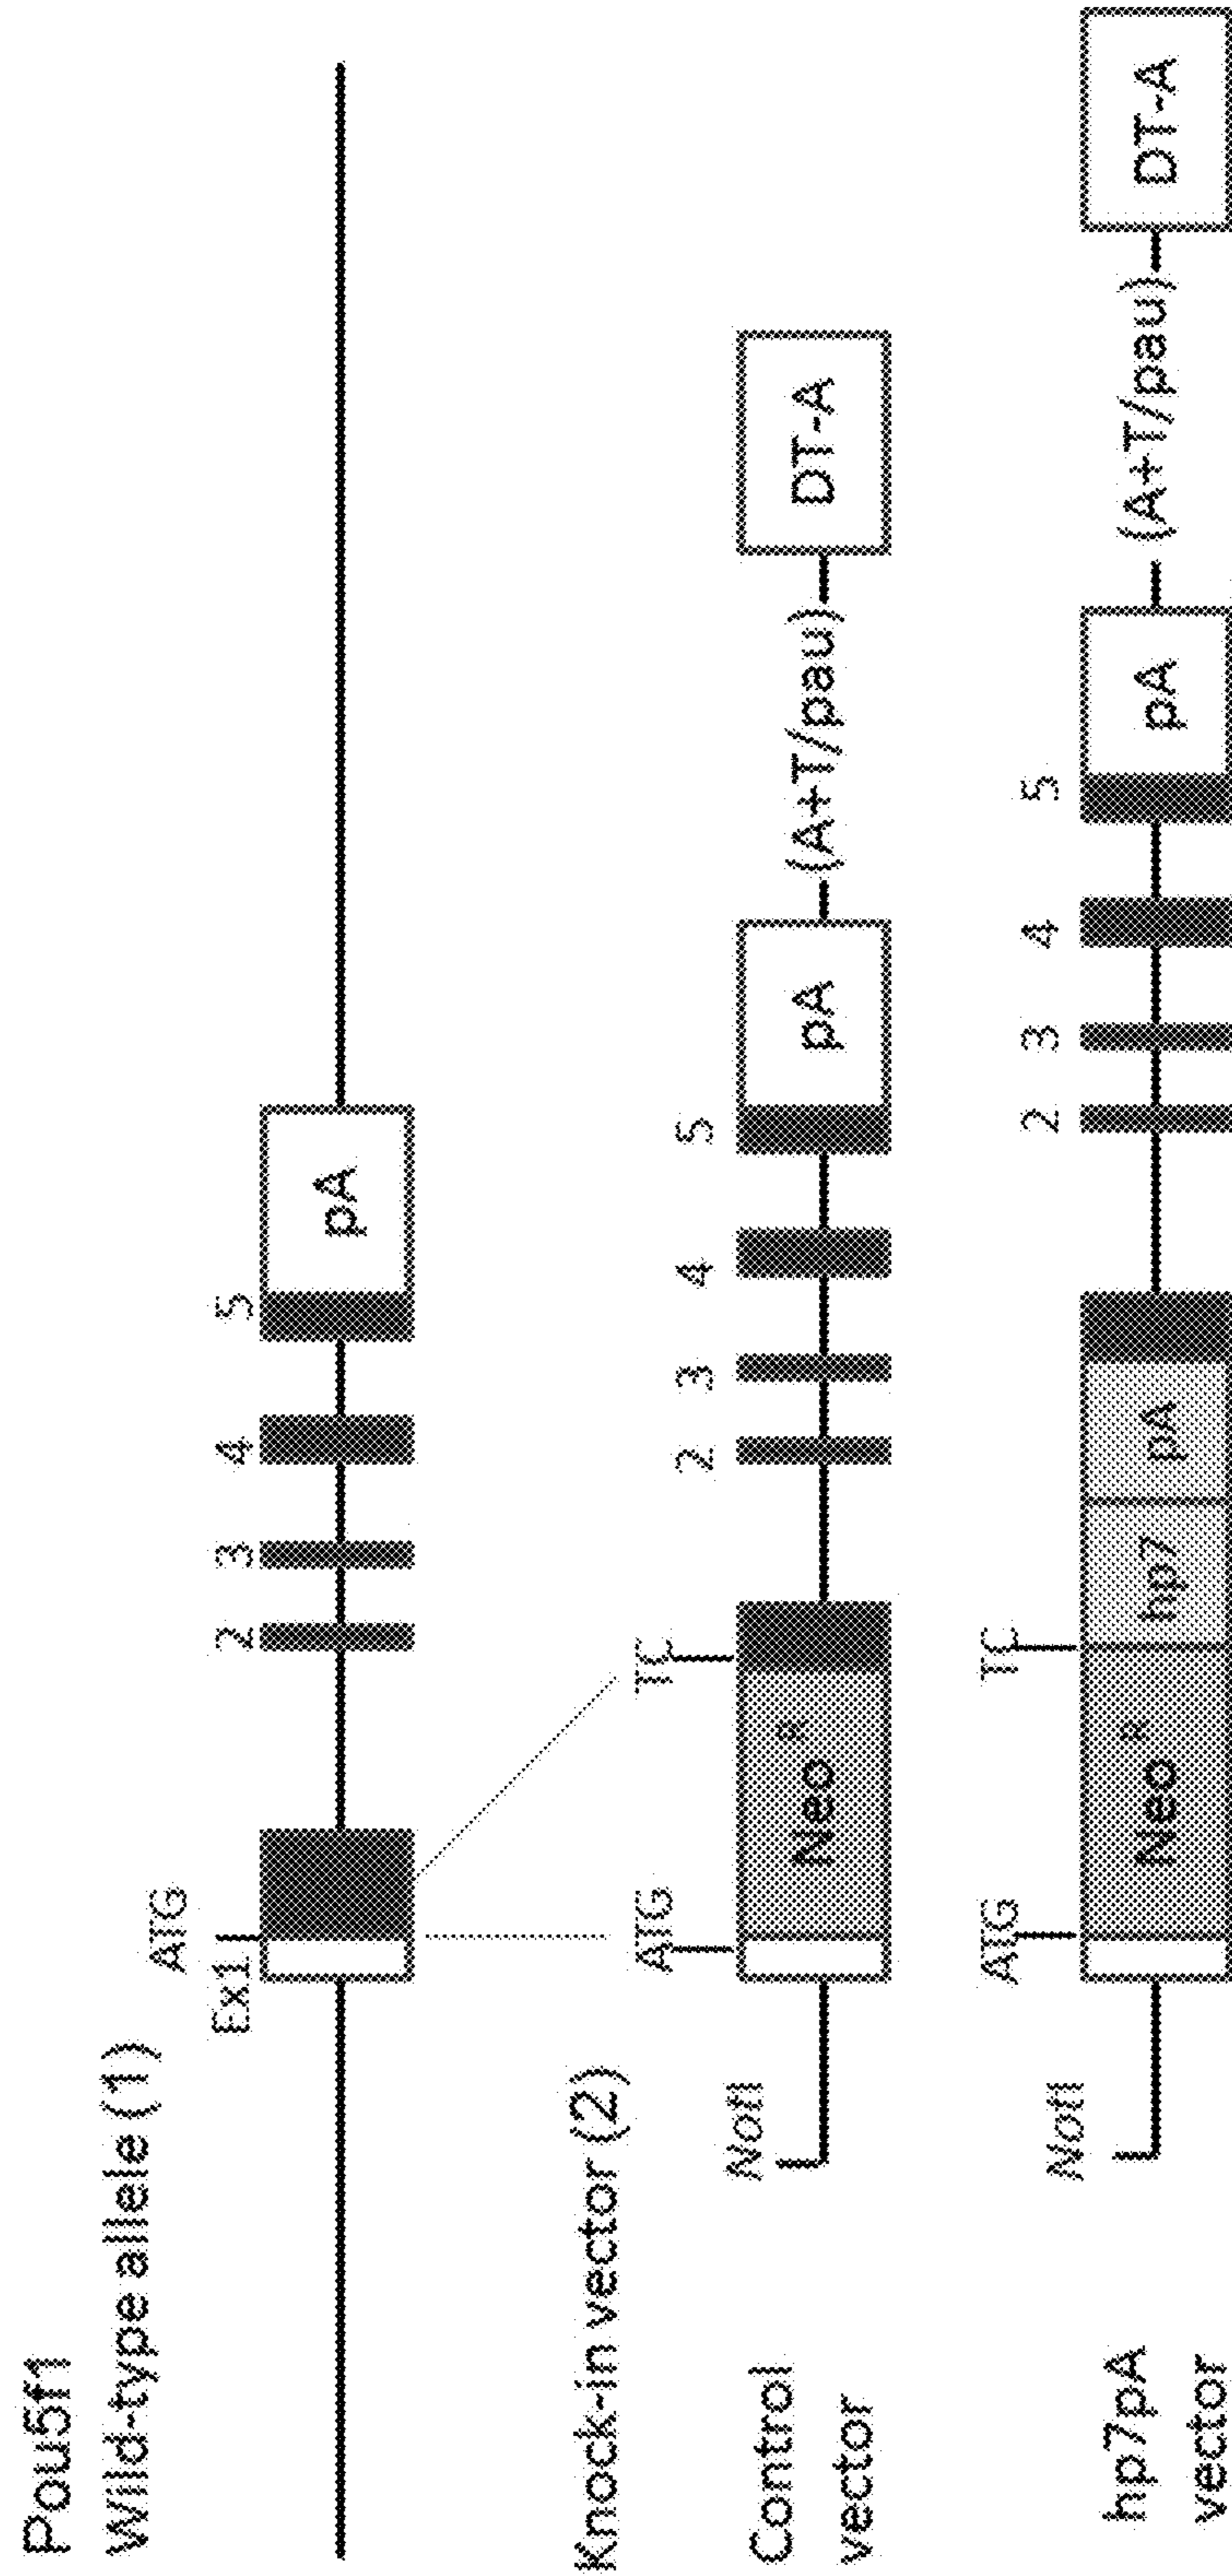 Pou5f1
Wild-type allele (1)
ATG
Ex1 2 3 4 5
pA
Knock-in vector (2)
ATG TC 2 3 4 5
NotI
Control
vector
Neo R pA (A+T/pau) DT-A
ATG TC 2 3 4 5
NotI
hp7pA
vector
Neo R hp7 pA pA (A+T/pau) DT-A